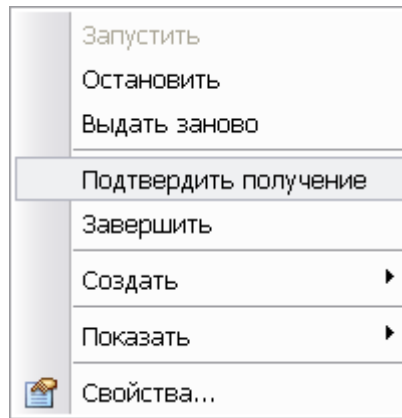 Запустить
Остановить
Выдать заново
Подтвердить получение
Завершить
Создать
Показать
Свойства...